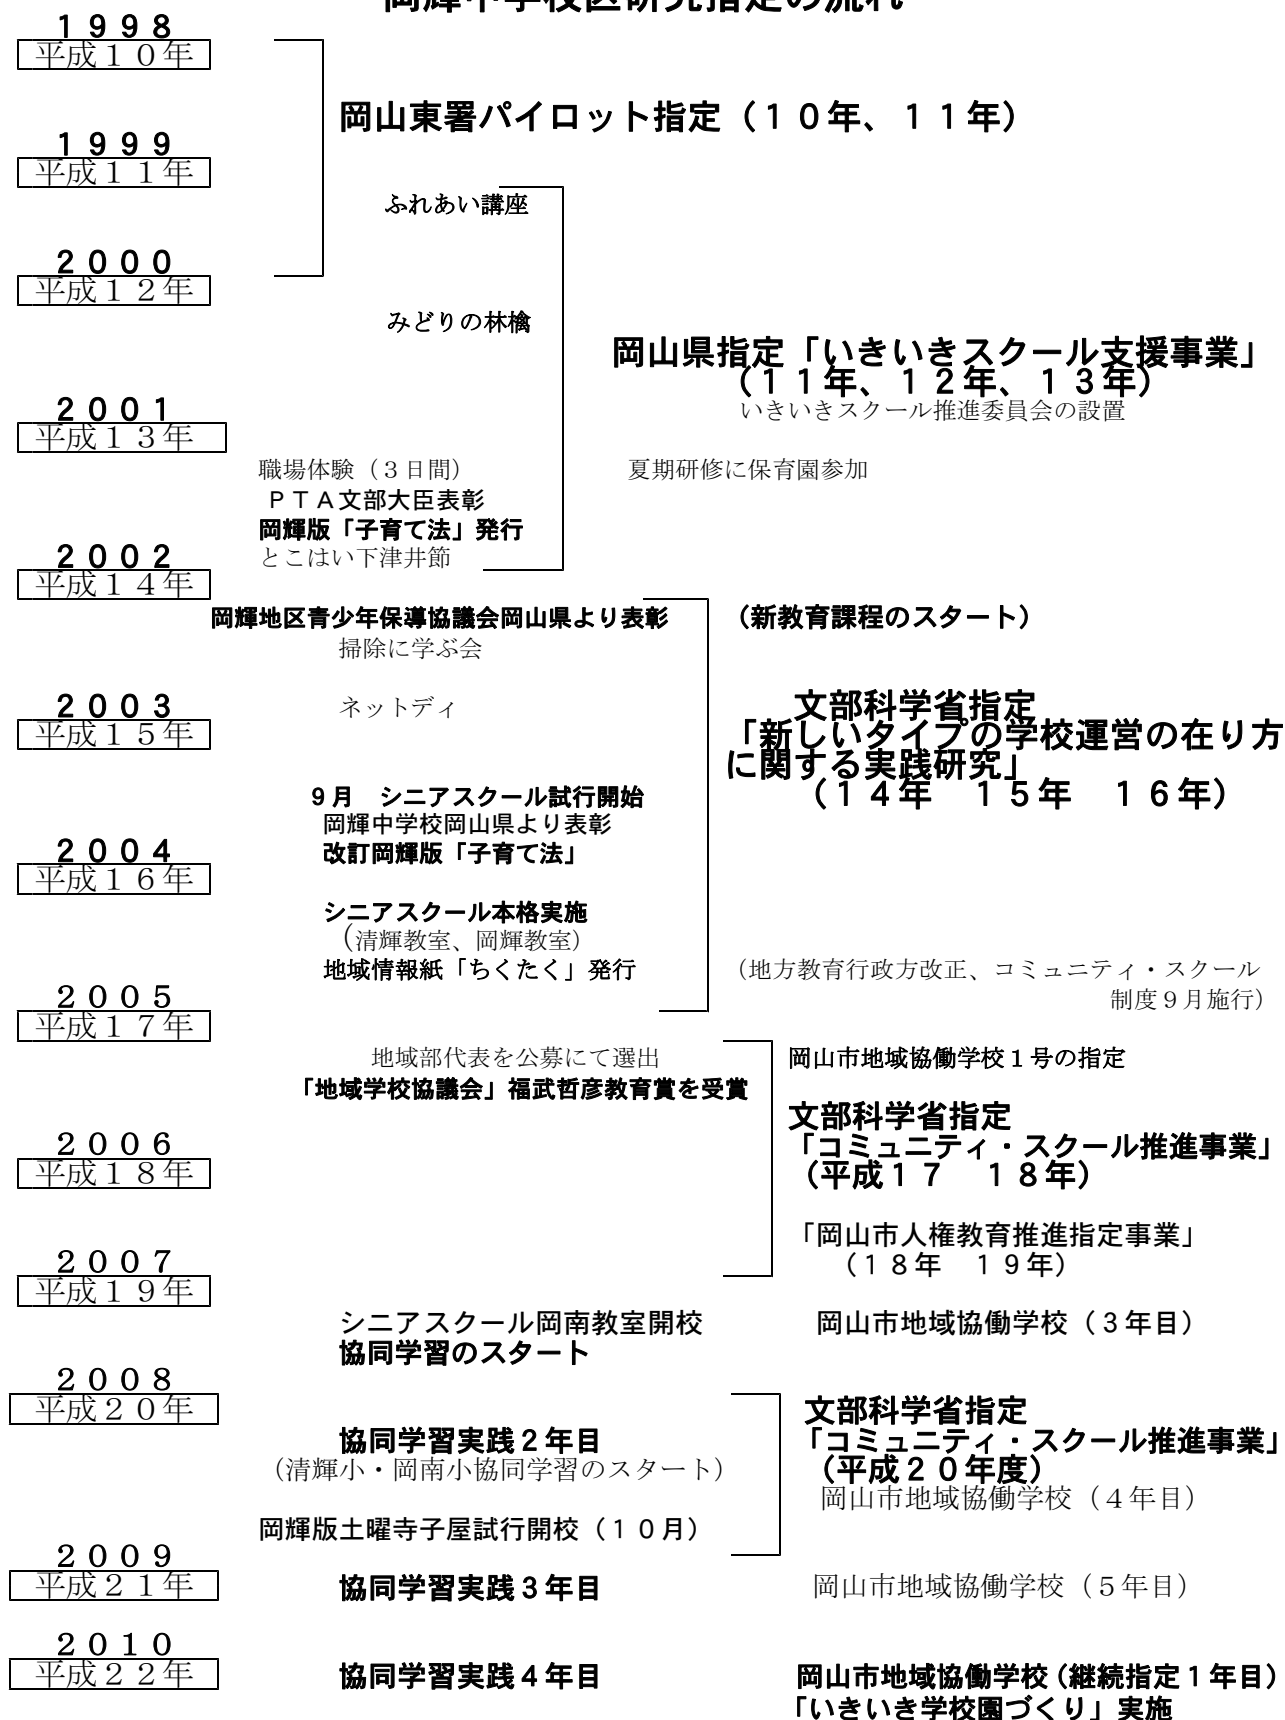 岡輝中学校区研究指定の流れ
１９９８
平成１０年
岡山東署パイロット指定（１０年、１１年）
１９９９
平成１１年
ふれあい講座
２０００
平成１２年
みどりの林檎
岡山県指定「いきいきスクール支援事業」
（１１年、１２年、１３年）
いきいきスクール推進委員会の設置
２００１
平成１３年
職場体験（３日間）
夏期研修に保育園参加
ＰＴＡ文部大臣表彰
岡輝版「子育て法」発行
とこはい下津井節
２００２
平成１４年
岡輝地区青少年保導協議会岡山県より表彰
（新教育課程のスタート）
掃除に学ぶ会
２００３
平成１５年
ネットディ
文部科学省指定
「新しいタイプの学校運営の在り方
に関する実践研究」
（１４年　１５年　１６年）
９月　シニアスクール試行開始
岡輝中学校岡山県より表彰
改訂岡輝版「子育て法」
２００４
平成１６年
シニアスクール本格実施
（清輝教室、岡輝教室）
地域情報紙「ちくたく」発行
（地方教育行政方改正、コミュニティ・スクール
制度９月施行）
２００５
平成１７年
地域部代表を公募にて選出
岡山市地域協働学校１号の指定
「地域学校協議会」福武哲彦教育賞を受賞
文部科学省指定
「コミュニティ・スクール推進事業」
（平成１７　１８年）
２００６
平成１８年
「岡山市人権教育推進指定事業」
（１８年　１９年）
２００７
平成１９年
シニアスクール岡南教室開校
岡山市地域協働学校（３年目）
協同学習のスタート
２００８
平成２０年
文部科学省指定
「コミュニティ・スクール推進事業」
（平成２０年度）
協同学習実践２年目
（清輝小・岡南小協同学習のスタート）
岡山市地域協働学校（４年目）
岡輝版土曜寺子屋試行開校（１０月）
２００９
平成２１年
協同学習実践３年目
岡山市地域協働学校（５年目）
２０１０
平成２２年
協同学習実践４年目
岡山市地域協働学校（継続指定１年目）
「いきいき学校園づくり」実施